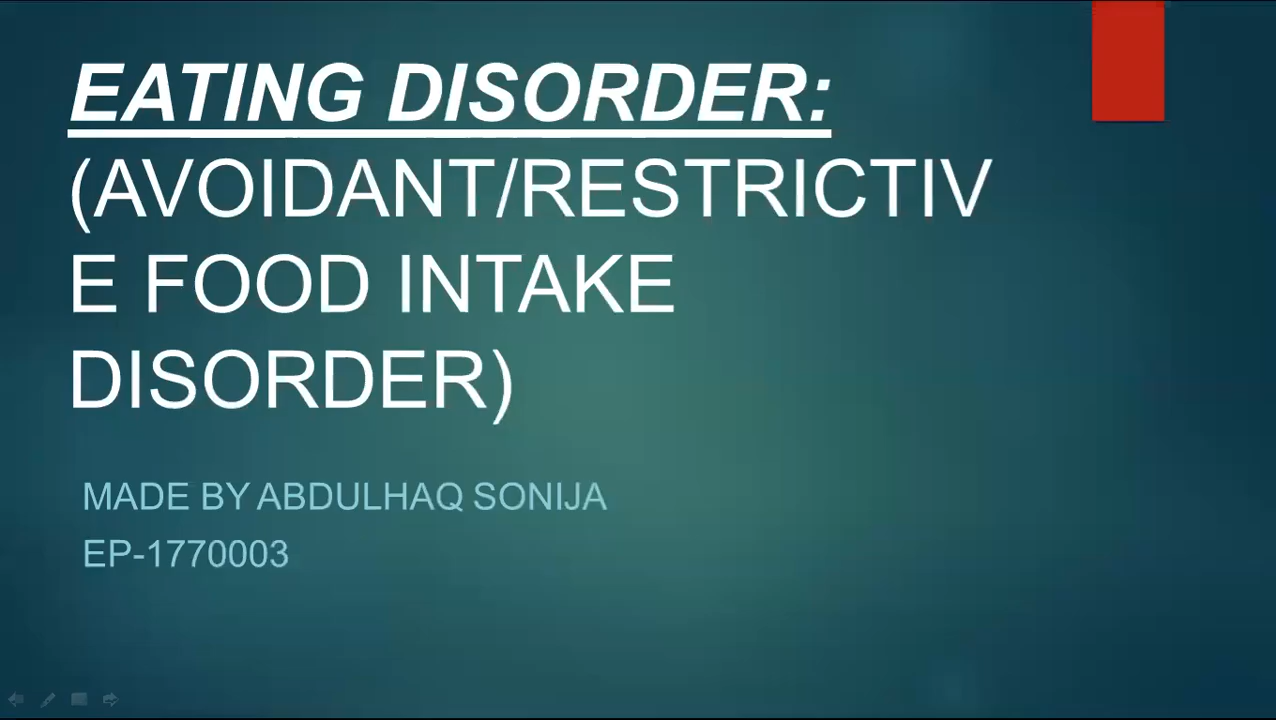 EATING DISORDER:
(AVOIDANT/RESTRICTIV
E FOOD INTAKE
DISORDER)
MADE BY ABDULHAQ SONIJA
EP-1770003